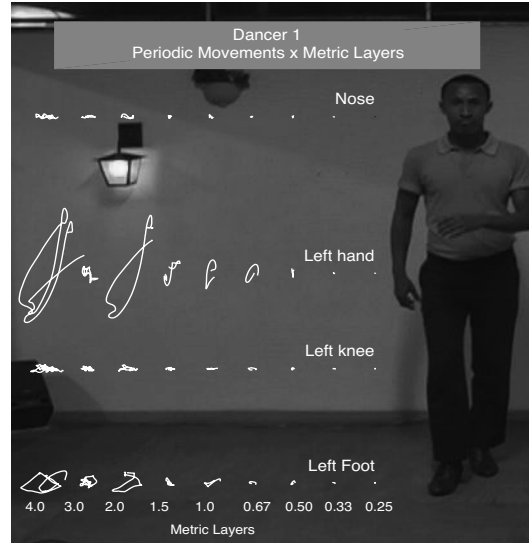 Dancer 1
Periodic Movements x Metric Layers
Nose
Left hand
Left knee
Left Foot
4.0 3.0 2.0 1.5 1.0 0.67 0.50 0.33 0.25
Metric Layers